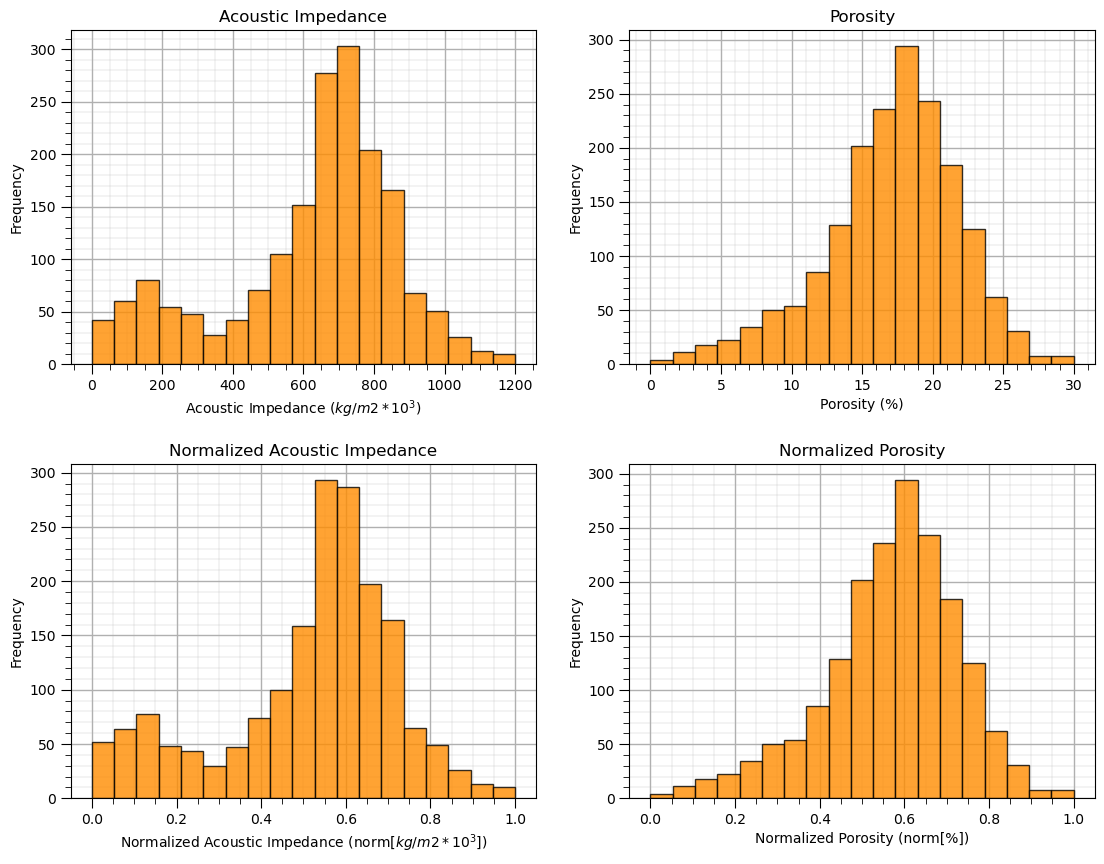 Acoustic Impedance
Frequency
300
250
200
150
100
50
0
0 200 400 600 800 1000 1200
Acoustic Impedance (kg/m2 * 10³)
Porosity
Frequency
300
250
200
150
100
50
0
0 5 10 15 20 25 30
Porosity (%)
Normalized Acoustic Impedance
Frequency
300
250
200
150
100
50
0
0.0 0.2 0.4 0.6 0.8 1.0
Normalized Acoustic Impedance (norm[kg/m2 * 10³])
Normalized Porosity
Frequency
300
250
200
150
100
50
0
0.0 0.2 0.4 0.6 0.8 1.0
Normalized Porosity (norm[%])